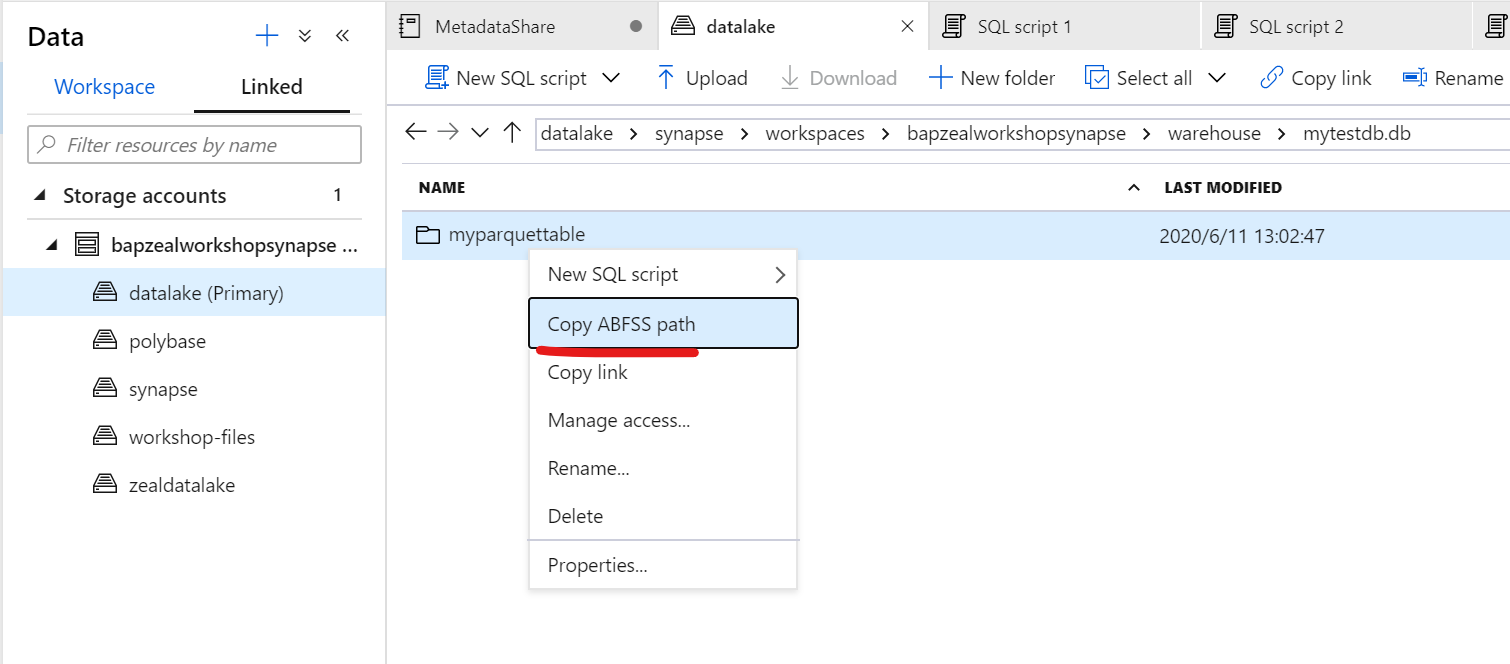 Data
Workspace Linked
Filter resources by name
Storage accounts 1
bapzealworkshopsynapse ...
datalake (Primary)
polybase
synapse
workshop-files
zealdatalake
MetadataShare datalake SQL script 1 SQL script 2
New SQL script Upload Download New folder Select all Copy link Rename
datalake synapse workspaces bapzealworkshopsynapse warehouse mytestdb.db
NAME LAST MODIFIED
myparquettable 2020/6/11 13:02:47
New SQL script
Copy ABFSS path
Copy link
Manage access...
Rename...
Delete
Properties...